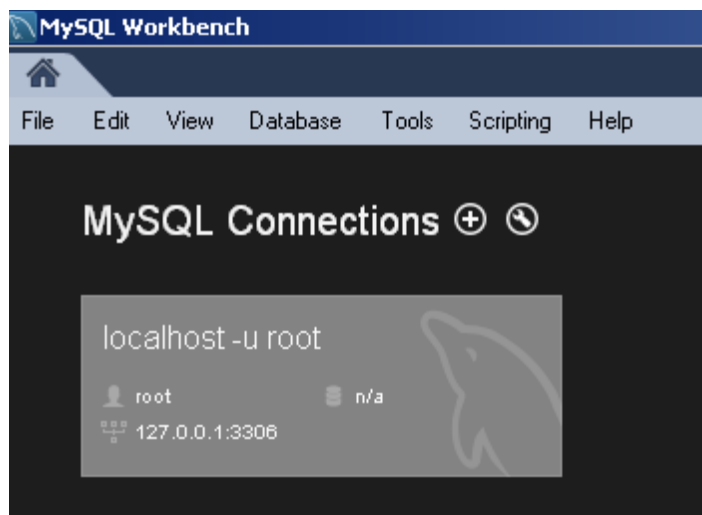 MySQL Workbench
File Edit View Database Tools Scripting Help
MySQL Connections
localhost -u root
root n/a
127.0.0.1:3306